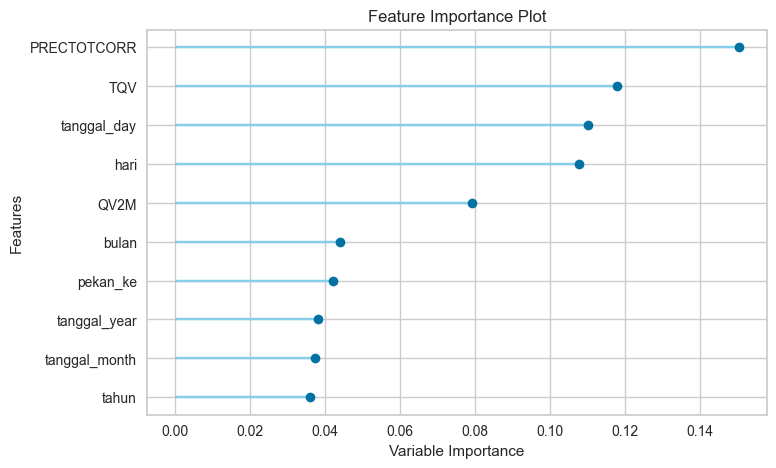 Feature Importance Plot
PRECTOTCORR
TQV
tanggal_day
hari
QV2M
bulan
pekan_ke
tanggal_year
tanggal_month
tahun
Features
0.00 0.02 0.04 0.06 0.08 0.10 0.12 0.14
Variable Importance